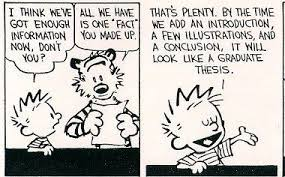 I THINK WE'VE
GOT ENOUGH
INFORMATION
NOW, DON'T
YOU?
ALL WE HAVE
IS ONE "FACT"
YOU MADE UP.
THAT'S PLENTY. BY THE TIME
WE ADD AN INTRODUCTION,
A FEW ILLUSTRATIONS, AND
A CONCLUSION, IT WILL
LOOK LIKE A GRADUATE
THESIS.